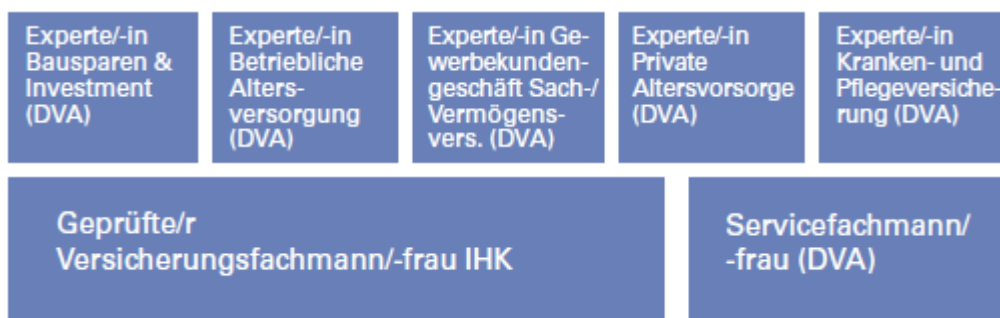 Experte/-in
Bausparen &
Investment
(DVA)
Experte/-in
Betriebliche
Alters-
versorgung
(DVA)
Experte/-in Ge-
werbekunden-
geschäft Sach-/
Vermögens-
vers. (DVA)
Experte/-in
Private
Altersvorsorge
(DVA)
Experte/-in
Kranken- und
Pflegeversiche-
rung (DVA)
Geprüfte/r
Versicherungsfachmann/-frau IHK
Servicefachmann/
-frau (DVA)